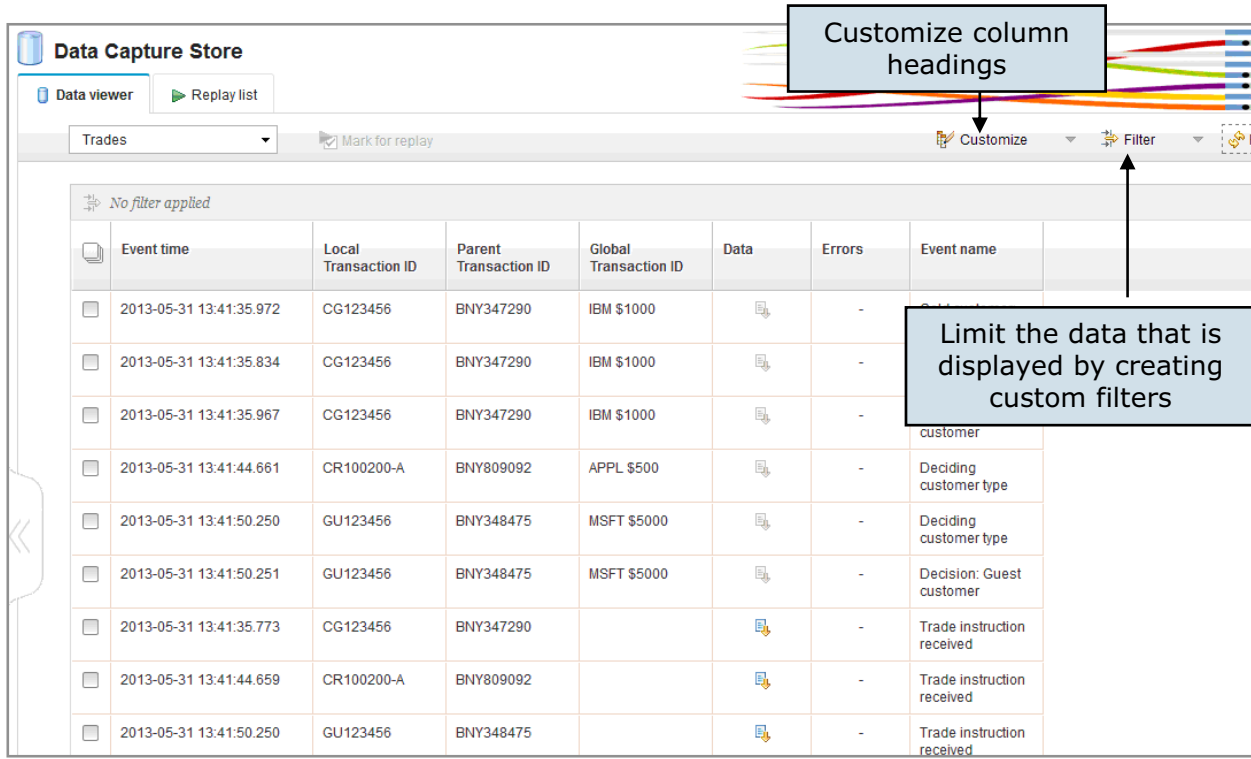 Data Capture Store
Customize column
headings
Data viewer
Replay list
Trades
Mark for replay
Customize
Filter
No filter applied
Event time Local Transaction ID Parent Transaction ID Global Transaction ID Data Errors Event name
2013-05-31 13:41:35.972 CG123456 BNY347290 IBM $1000 -
2013-05-31 13:41:35.834 CG123456 BNY347290 IBM $1000 -
2013-05-31 13:41:35.967 CG123456 BNY347290 IBM $1000 - customer
Limit the data that is
displayed by creating
custom filters
2013-05-31 13:41:44.661 CR100200-A BNY809092 APPL $500 - Deciding customer type
2013-05-31 13:41:50.250 GU123456 BNY348475 MSFT $5000 - Deciding customer type
2013-05-31 13:41:50.251 GU123456 BNY348475 MSFT $5000 - Decision: Guest customer
2013-05-31 13:41:35.773 CG123456 BNY347290 - Trade instruction received
2013-05-31 13:41:44.659 CR100200-A BNY809092 - Trade instruction received
2013-05-31 13:41:50.250 GU123456 BNY348475 - Trade instruction received